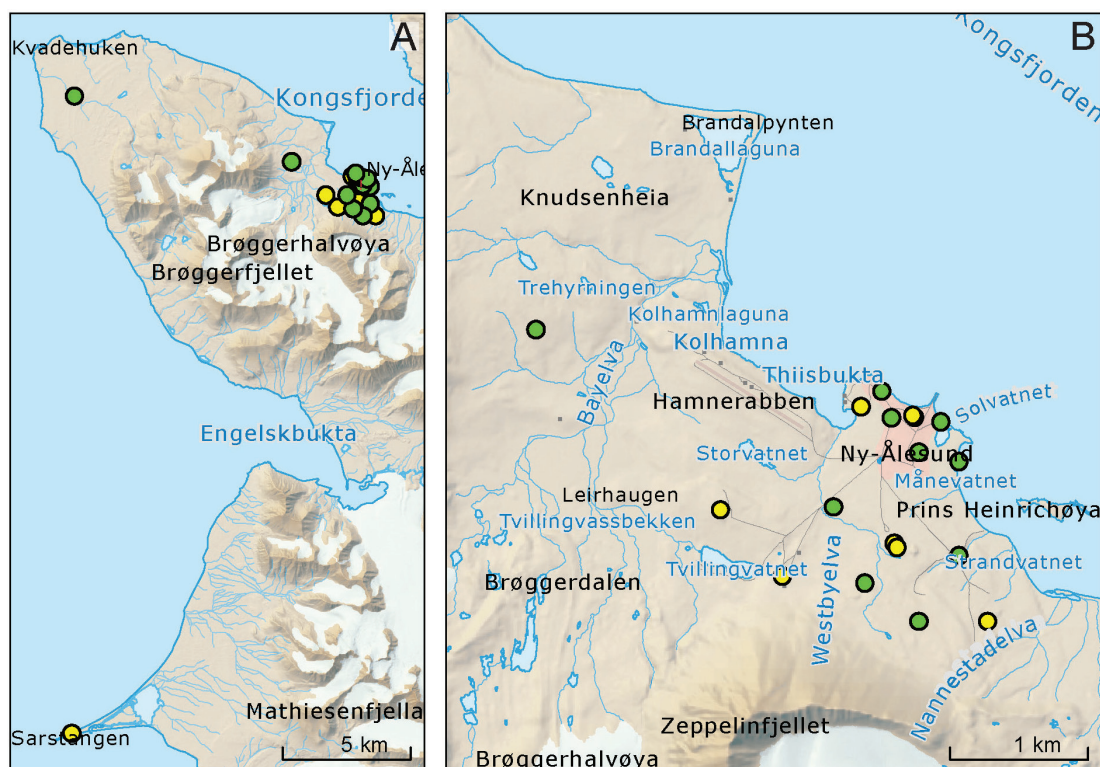 A
Kvadehuken
Kongsfjorde
Ny-Åle
Brøggerhalvøya
Brøggerfjellet
Engelskbukta
Mathiesenfjella
Sarstangen
5 km
B
Kongsfjorden
Brandalpynten
Brandallaguna
Knudsenheia
Trehyrningen
Kolhamnlaguna
Kolhamna
Bayelva
Thiisbukta
Hamnerabben
Solvatnet
Storvatnet
Ny-Ålesund
Månevatnet
Leirhaugen
Prins Heinrichøya
Tvillingvassbekken
Brøggerdalen
Tvillingvatnet
Strandvatnet
Westbyelva
Nannestadelva
Zeppelinfjellet
Brøggerhalvøya
1 km